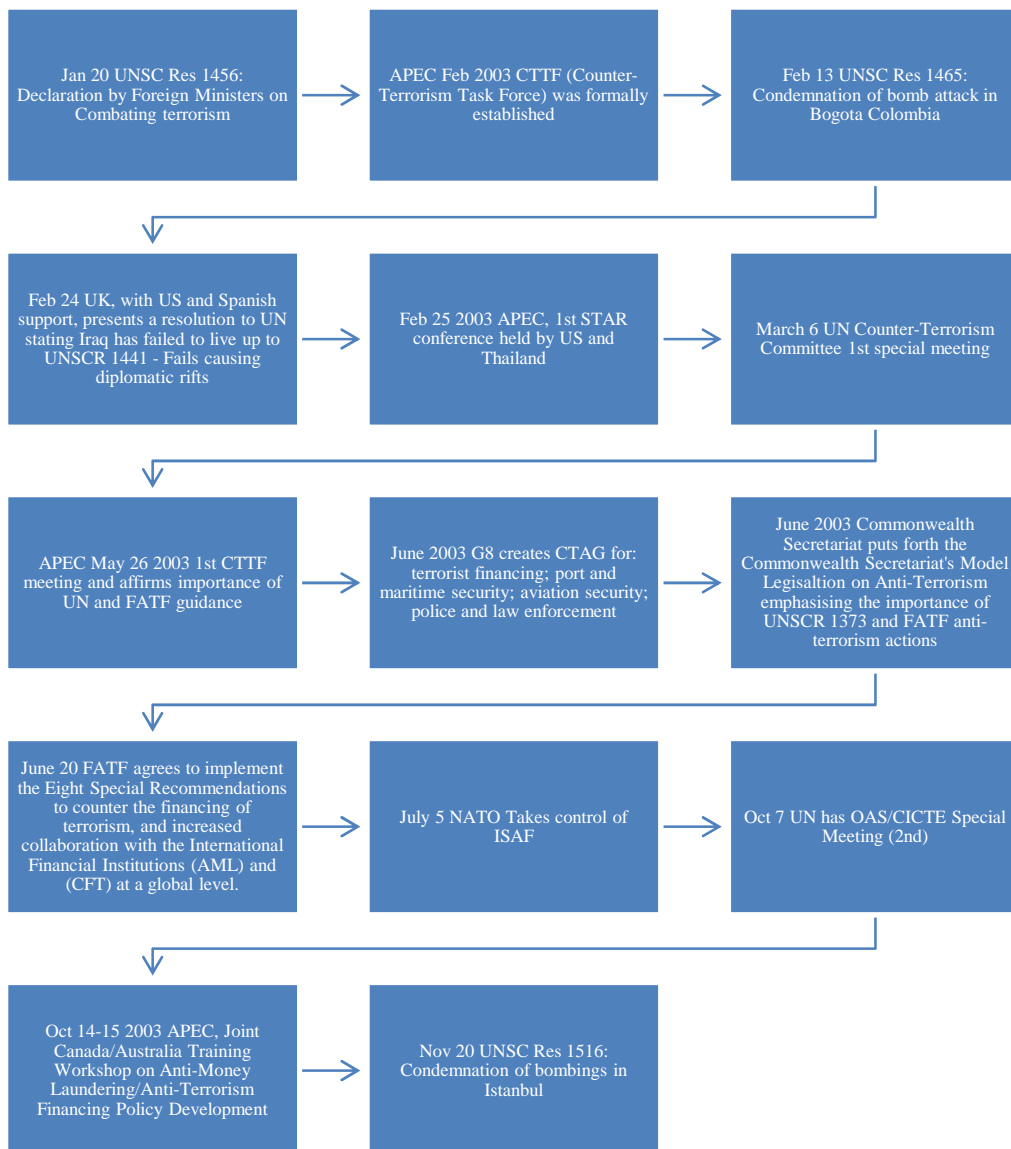 Jan 20 UNSC Res 1456:
Declaration by Foreign Ministers on
Combating terrorism
APEC Feb 2003 CTTF (Counter-
Terrorism Task Force) was formally
established
Feb 13 UNSC Res 1465:
Condemnation of bomb attack in
Bogota Colombia
Feb 24 UK, with US and Spanish
support, presents a resolution to UN
stating Iraq has failed to live up to
UNSCR 1441 - Fails causing
diplomatic rifts
Feb 25 2003 APEC, 1st STAR
conference held by US and
Thailand
March 6 UN Counter-Terrorism
Committee 1st special meeting
APEC May 26 2003 1st CTTF
meeting and affirms importance of
UN and FATF guidance
June 2003 G8 creates CTAG for:
terrorist financing; port and
maritime security; aviation security;
police and law enforcement
June 2003 Commonwealth
Secretariat puts forth the
Commonwealth Secretariat's Model
Legisaltion on Anti-Terrorism
emphasising the importance of
UNSCR 1373 and FATF anti-
terrorism actions
June 20 FATF agrees to implement
the Eight Special Recommendations
to counter the financing of
terrorism, and increased
collaboration with the International
Financial Institutions (AML) and
(CFT) at a global level.
July 5 NATO Takes control of
ISAF
Oct 7 UN has OAS/CICTE Special
Meeting (2nd)
Oct 14-15 2003 APEC, Joint
Canada/Australia Training
Workshop on Anti-Money
Laundering/Anti-Terrorism
Financing Policy Development
Nov 20 UNSC Res 1516:
Condemnation of bombings in
Istanbul